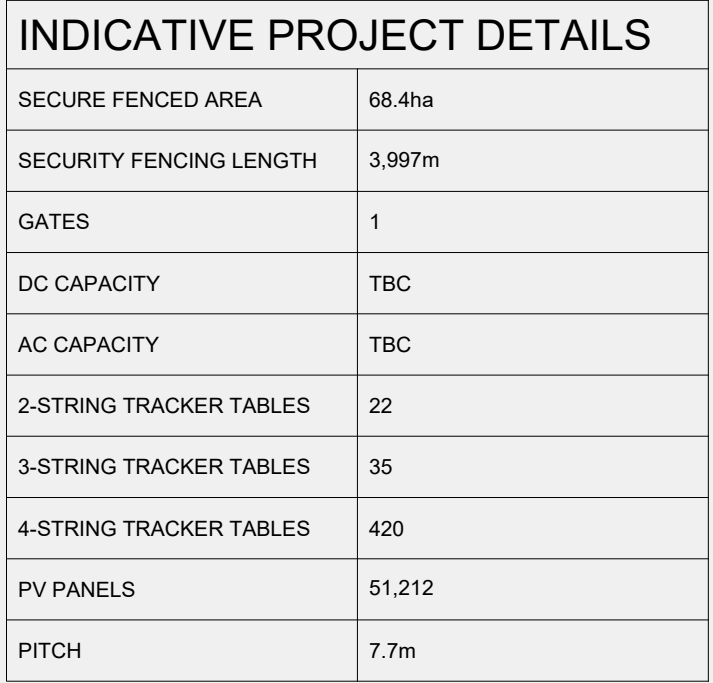 INDICATIVE PROJECT DETAILS
SECURE FENCED AREA 68.4ha
SECURITY FENCING LENGTH 3,997m
GATES 1
DC CAPACITY TBC
AC CAPACITY TBC
2-STRING TRACKER TABLES 22
3-STRING TRACKER TABLES 35
4-STRING TRACKER TABLES 420
PV PANELS 51,212
PITCH 7.7m